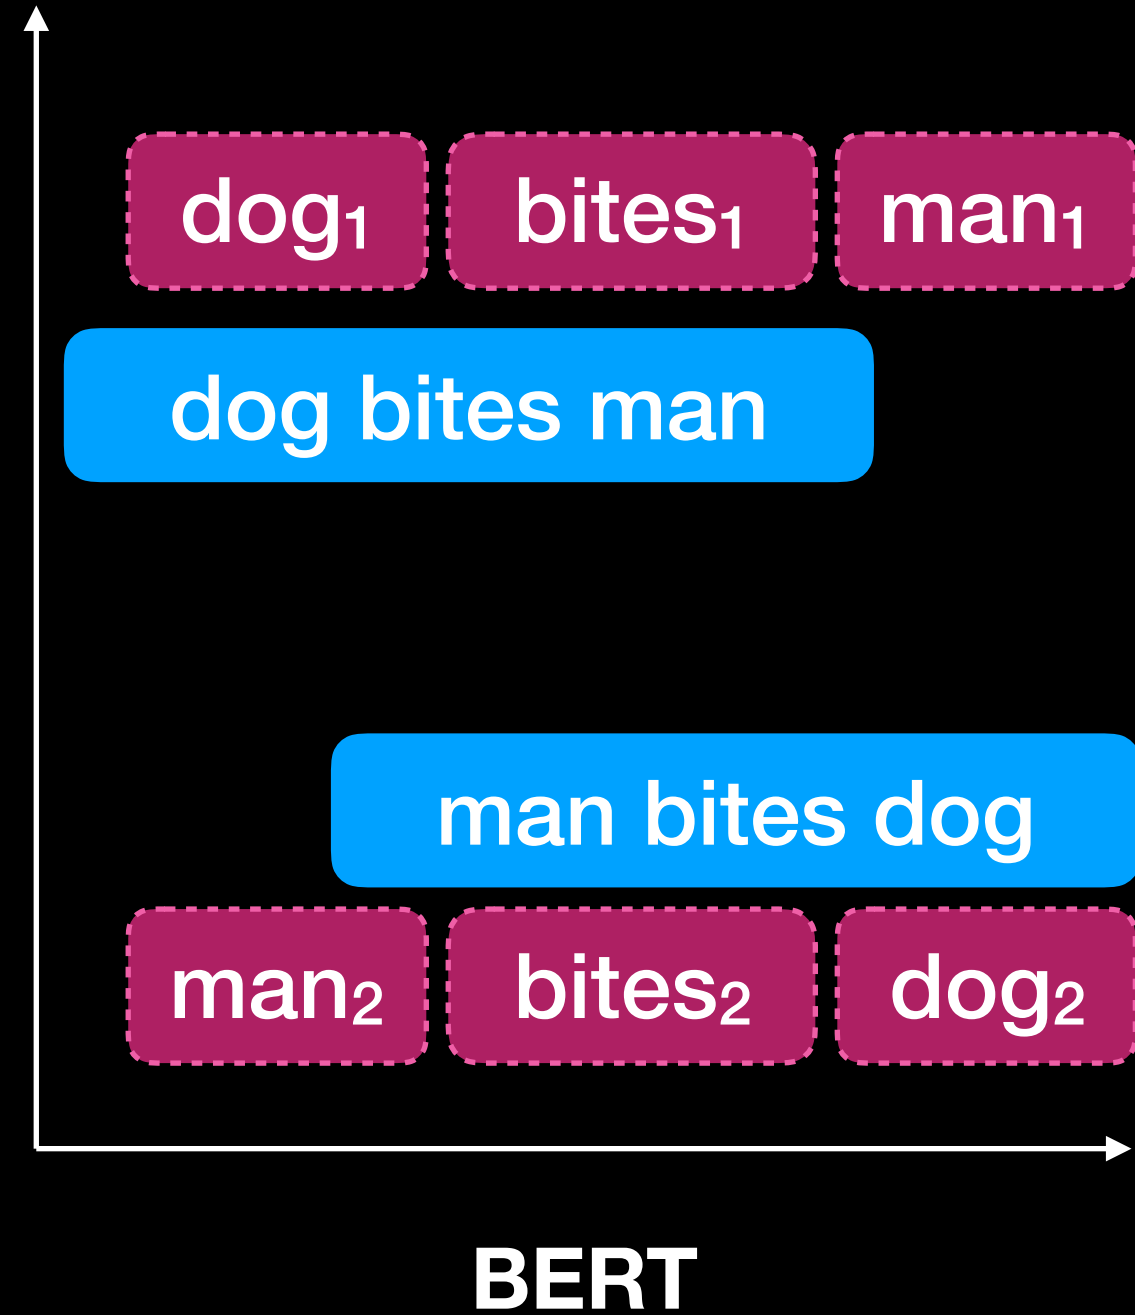 dog₁ bites₁ man₁
dog bites man
man bites dog
man₂ bites₂ dog₂
BERT